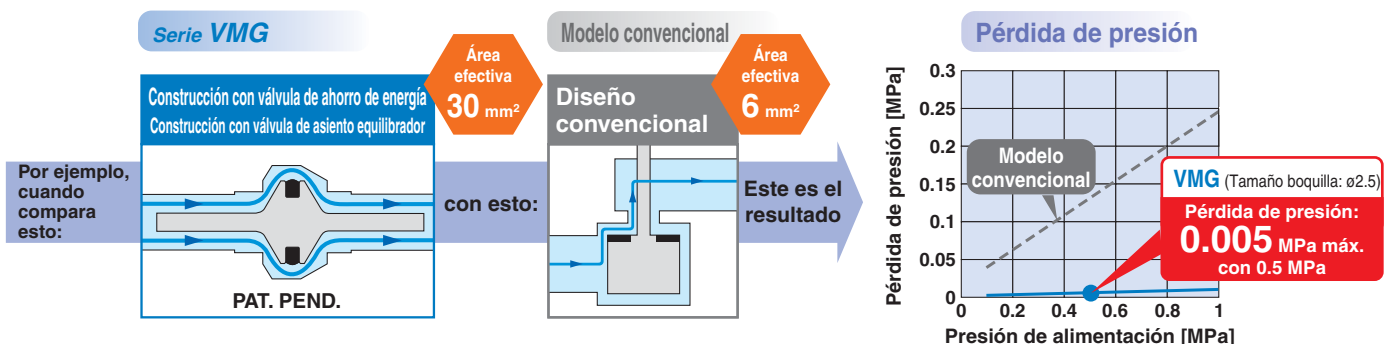 Serie VMG
Modelo convencional
Pérdida de presión
Área
efectiva
30 mm²
Área
efectiva
6 mm²
Construcción con válvula de ahorro de energía
Construcción con válvula de asiento equilibrador
Diseño
convencional
Por ejemplo,
cuando
compara
esto:
PAT. PEND.
con esto:
Este es el
resultado
Pérdida de presión [MPa]
0.3
0.25
0.2
0.15
0.1
0.05
0
Modelo
convencional
VMG (Tamaño boquilla: ø2.5)
Pérdida de presión:
0.005 MPa máx.
con 0.5 MPa
0 0.2 0.4 0.6 0.8 1
Presión de alimentación [MPa]